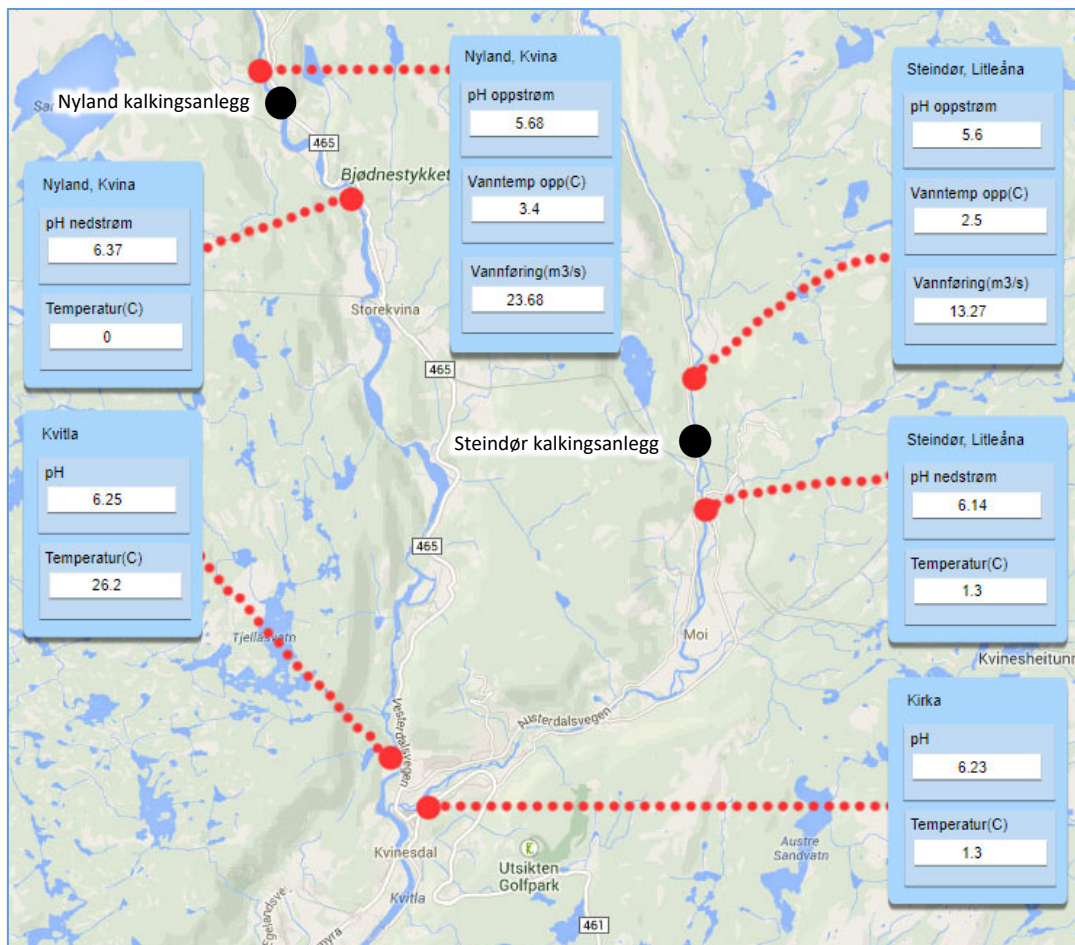 Nyland, Kvina
pH oppstrøm
5.68
Vanntemp opp(C)
3.4
Vannføring(m3/s)
23.68
Steindør, Litleåna
pH oppstrøm
5.6
Vanntemp opp(C)
2.5
Vannføring(m3/s)
13.27
Nyland kalkingsanlegg
465
Bjødnestykket
Nyland, Kvina
pH nedstrøm
6.37
Temperatur(C)
0
Storekvina
465
Kvitla
pH
6.25
Temperatur(C)
26.2
Steindør kalkingsanlegg
Steindør, Litleåna
pH nedstrøm
6.14
Temperatur(C)
1.3
465
Moi
Kvinesheitunn
Vesterdalsvegen
Austerdalsvegen
Kirka
pH
6.23
Temperatur(C)
1.3
Kvinesdal
Utsikten
Golfpark
Austre
Sandvatn
Kvitla
461